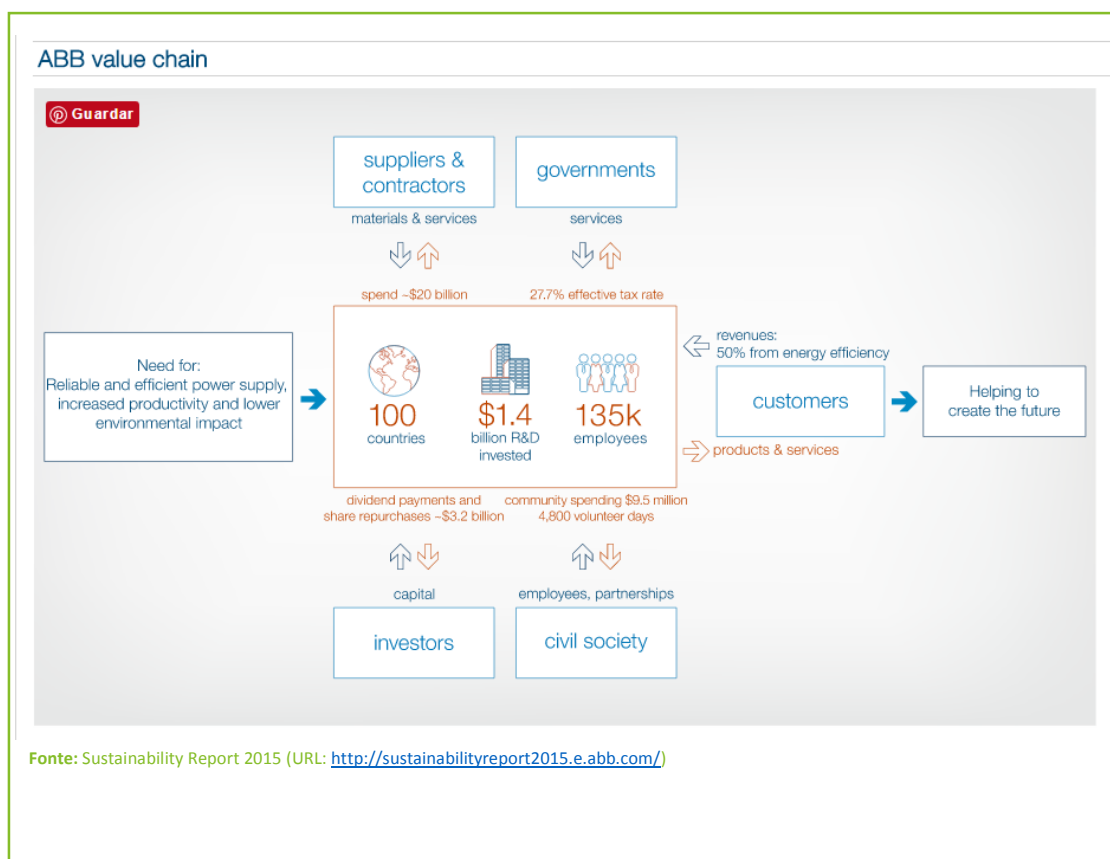 ABB value chain
Guardar
suppliers &
contractors
governments
materials & services
services
spend ~$20 billion
27.7% effective tax rate
Need for:
Reliable and efficient power supply,
increased productivity and lower
environmental impact
100
countries
$1.4
billion R&D
invested
135k
employees
revenues:
50% from energy efficiency
customers
products & services
Helping to
create the future
dividend payments and
share repurchases ~$3.2 billion
community spending $9.5 million
4,800 volunteer days
capital
employees, partnerships
investors
civil society
Fonte: Sustainability Report 2015 (URL: http://sustainabilityreport2015.e.abb.com/)